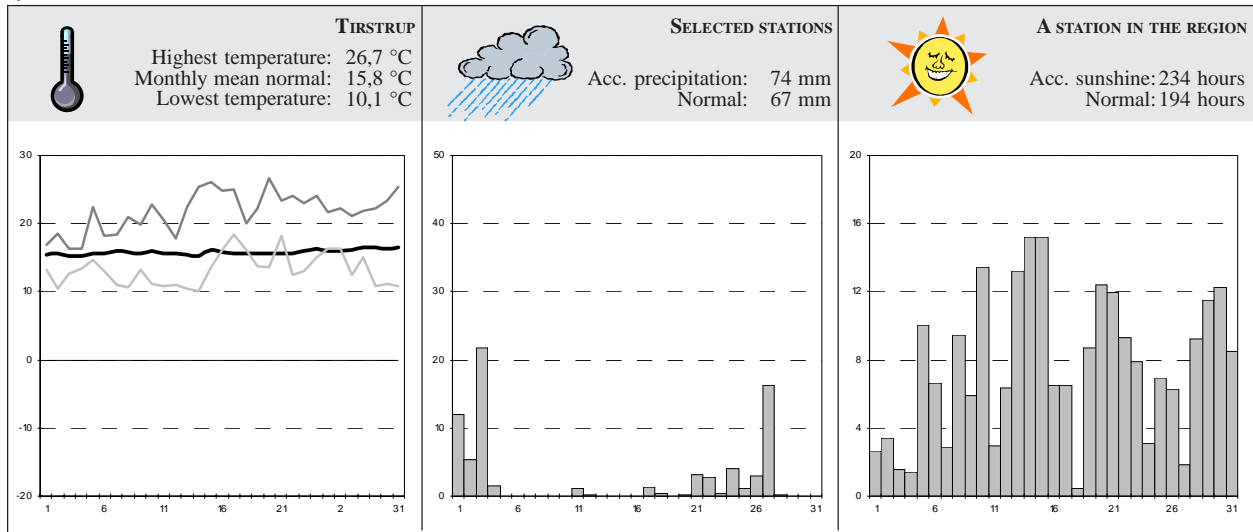 TIRSTRUP
Highest temperature: 26,7 °C
Monthly mean normal: 15,8 °C
Lowest temperature: 10,1 °C
SELECTED STATIONS
Acc. precipitation: 74 mm
Normal: 67 mm
A STATION IN THE REGION
Acc. sunshine: 234 hours
Normal: 194 hours
30
20
10
0
-10
-20
1 6 11 16 21 26 31
50
40
30
20
10
0
1 6 11 16 21 26 31
20
16
12
8
4
0
1 6 11 16 21 26 31